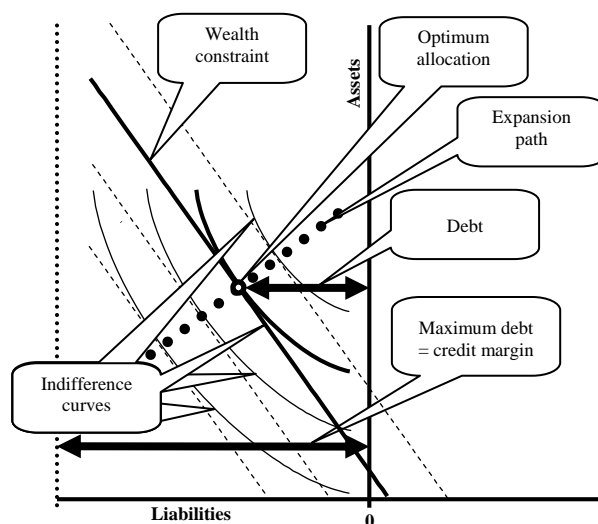 Wealth
constraint
Optimum
allocation
Assets
Expansion
path
Debt
Maximum debt
= credit margin
Indifference
curves
Liabilities
0